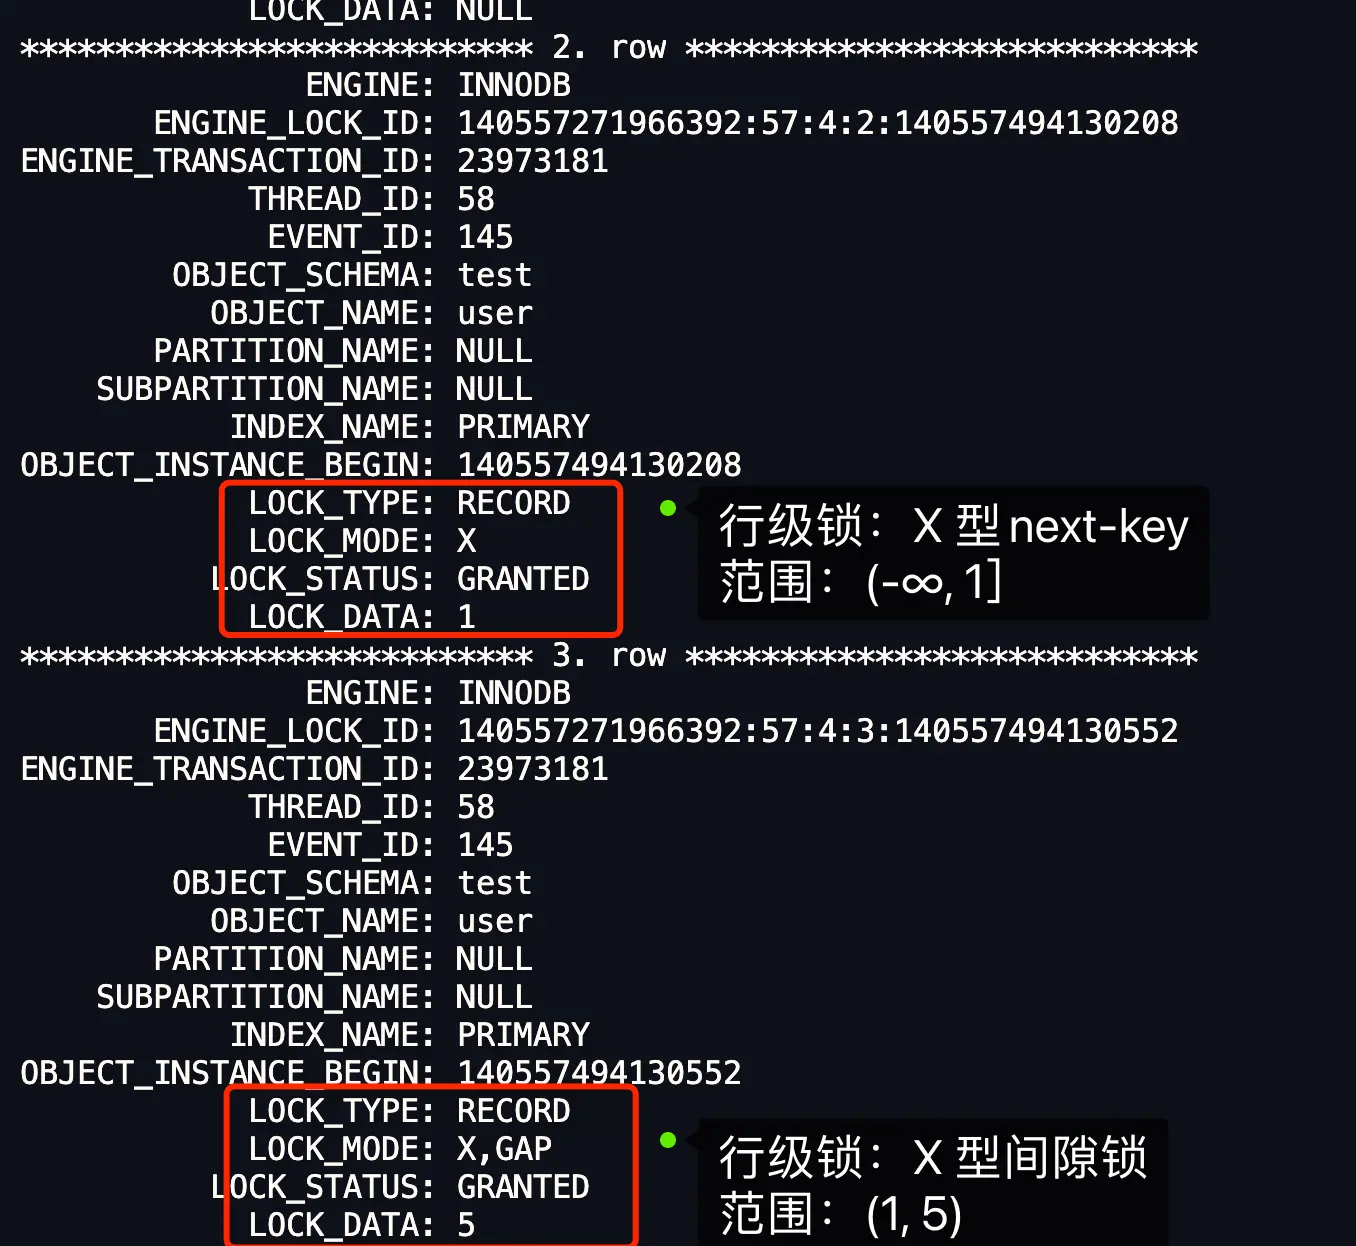 LOCK_DATA: NULL
*************************** 2. row ***************************
ENGINE: INNODB
ENGINE_LOCK_ID: 140557271966392:57:4:2:140557494130208
ENGINE_TRANSACTION_ID: 23973181
THREAD_ID: 58
EVENT_ID: 145
OBJECT_SCHEMA: test
OBJECT_NAME: user
PARTITION_NAME: NULL
SUBPARTITION_NAME: NULL
INDEX_NAME: PRIMARY
OBJECT_INSTANCE_BEGIN: 140557494130208
LOCK_TYPE: RECORD
LOCK_MODE: X
LOCK_STATUS: GRANTED
LOCK_DATA: 1
行级锁：X 型 next-key
范围：(-∞, 1]
*************************** 3. row ***************************
ENGINE: INNODB
ENGINE_LOCK_ID: 140557271966392:57:4:3:140557494130552
ENGINE_TRANSACTION_ID: 23973181
THREAD_ID: 58
EVENT_ID: 145
OBJECT_SCHEMA: test
OBJECT_NAME: user
PARTITION_NAME: NULL
SUBPARTITION_NAME: NULL
INDEX_NAME: PRIMARY
OBJECT_INSTANCE_BEGIN: 140557494130552
LOCK_TYPE: RECORD
LOCK_MODE: X,GAP
LOCK_STATUS: GRANTED
LOCK_DATA: 5
行级锁：X 型间隙锁
范围：(1, 5)